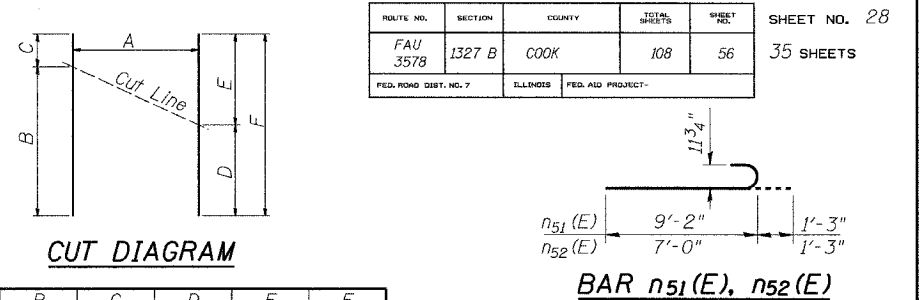 ROUTE NO. SECTION COUNTY TOTAL SHEETS SHEET NO.
FAU 3578 1327 B COOK 108 56
FED. ROAD DIST. NO. 7 ILLINOIS FED. AID PROJECT-
SHEET NO. 28
35 SHEETS
A
C
B
E
F
D
Cut Line
CUT DIAGRAM
11 3/4"
n51(E) 9'-2" 1'-3"
n52(E) 7'-0" 1'-3"
BAR n51(E), n52(E)
B C D E F